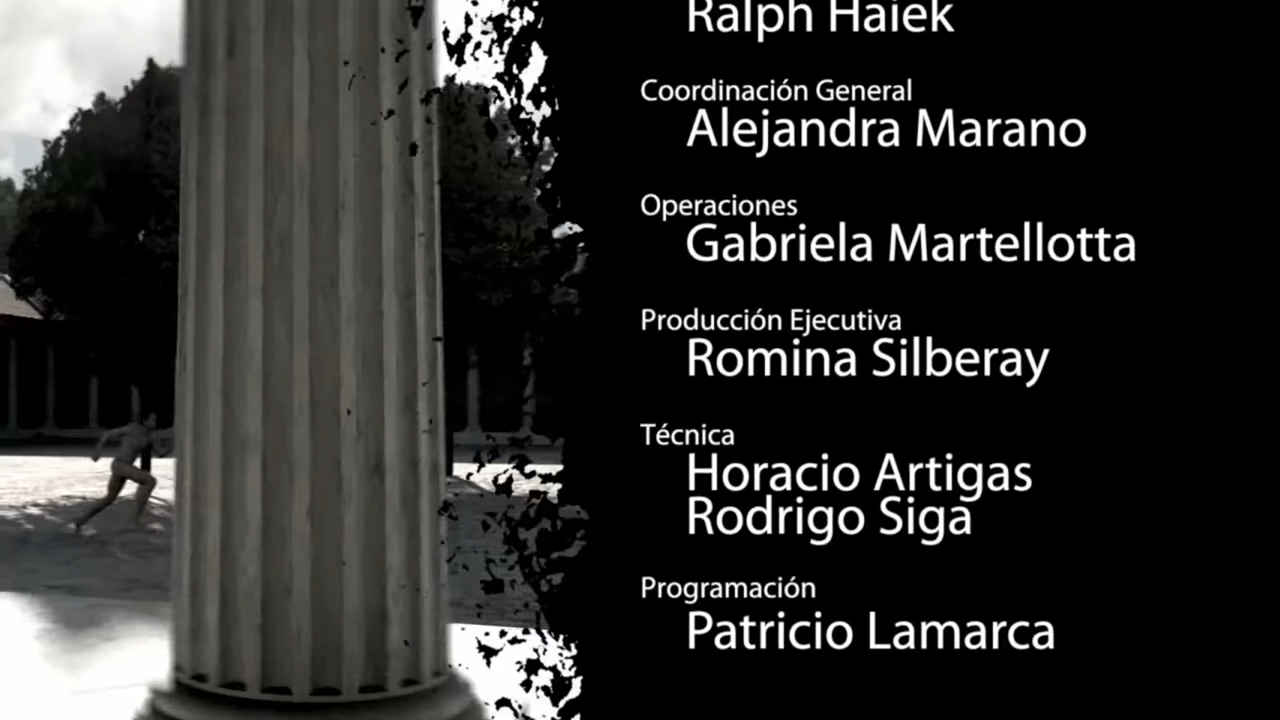 Ralph Haiek
Coordinación General
Alejandra Marano
Operaciones
Gabriela Martellotta
Producción Ejecutiva
Romina Silberay
Técnica
Horacio Artigas
Rodrigo Siga
Programación
Patricio Lamarca